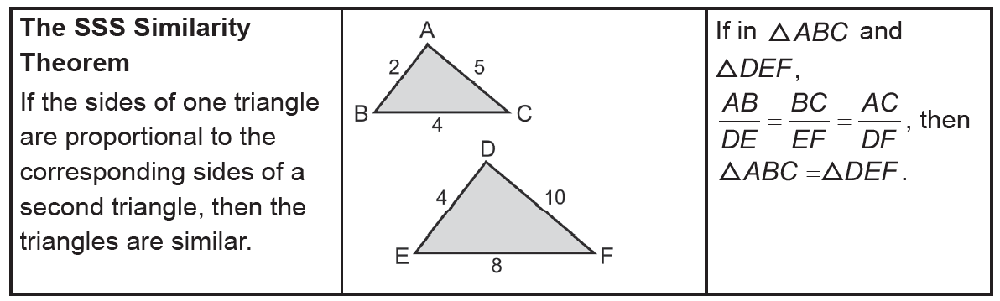 The SSS Similarity
Theorem
If the sides of one triangle
are proportional to the
corresponding sides of a
second triangle, then the
triangles are similar.
A
2 5
B C
4
D
4 10
E F
8
If in △ABC and
△DEF,
AB/DE = BC/EF = AC/DF, then
△ABC =△DEF.